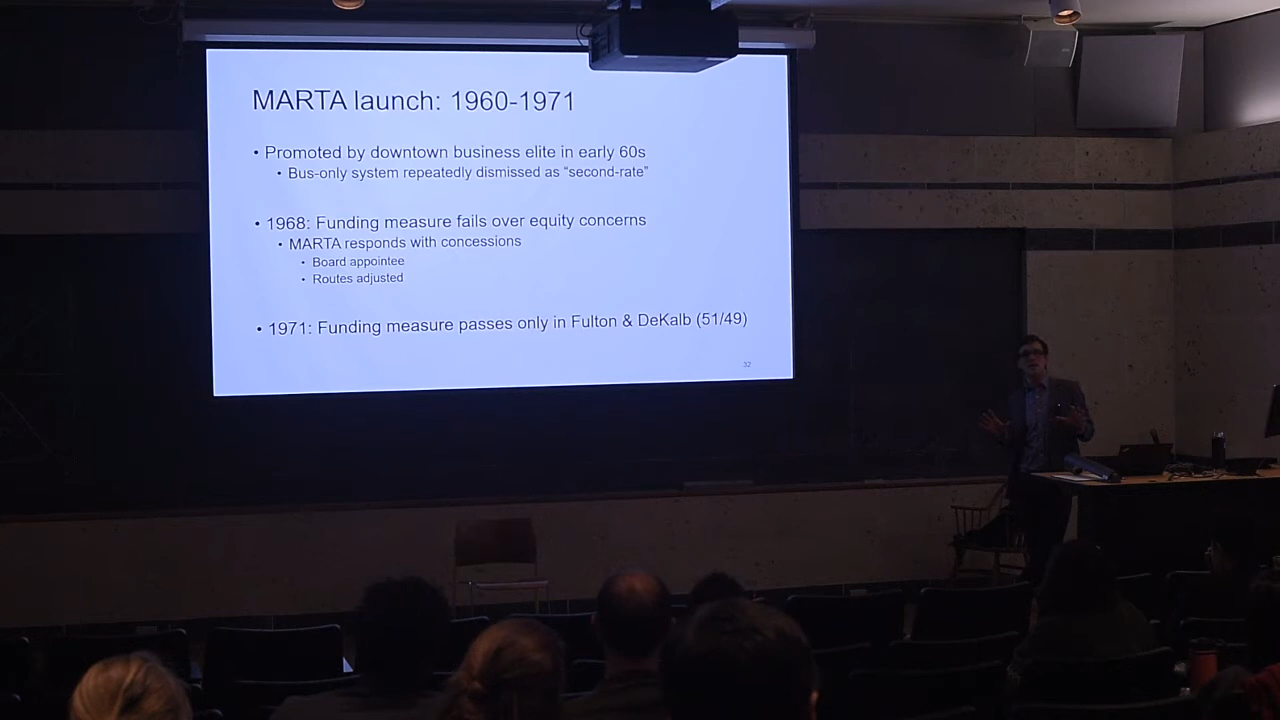 MARTA launch: 1960-1971
• Promoted by downtown business elite in early 60s
• Bus-only system repeatedly dismissed as “second-rate”
• 1968: Funding measure fails over equity concerns
• MARTA responds with concessions
• Board appointee
• Routes adjusted
• 1971: Funding measure passes only in Fulton & DeKalb (51/49)
32